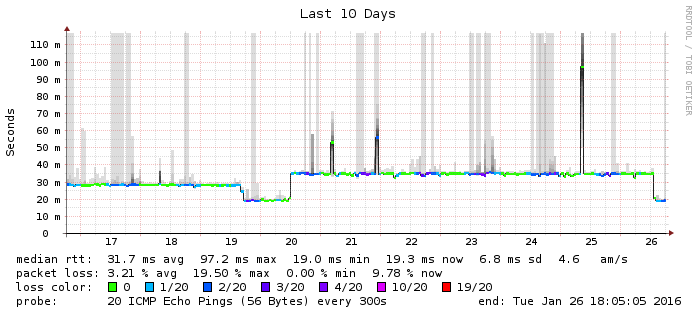 Last 10 Days
RRDTOOL / TOBI OETIKER
Seconds
110 m
100 m
90 m
80 m
70 m
60 m
50 m
40 m
30 m
20 m
10 m
0
17 18 19 20 21 22 23 24 25 26
median rtt: 31.7 ms avg 97.2 ms max 19.0 ms min 19.3 ms now 6.8 ms sd 4.6 am/s
packet loss: 3.21 % avg 19.50 % max 0.00 % min 9.78 % now
loss color: 0 1/20 2/20 3/20 4/20 10/20 19/20
probe: 20 ICMP Echo Pings (56 Bytes) every 300s end: Tue Jan 26 18:05:05 2016